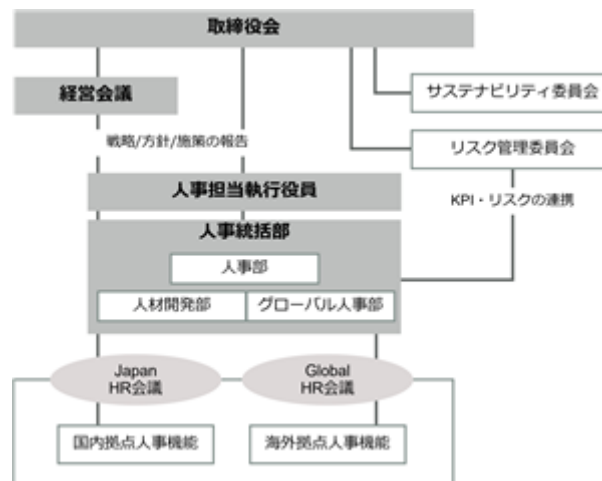 取締役会
経営会議
サステナビリティ委員会
戦略/方針/施策の報告
リスク管理委員会
人事担当執行役員
KPI・リスクの連携
人事統括部
人事部
人材開発部
グローバル人事部
Japan
HR会議
Global
HR会議
国内拠点人事機能
海外拠点人事機能